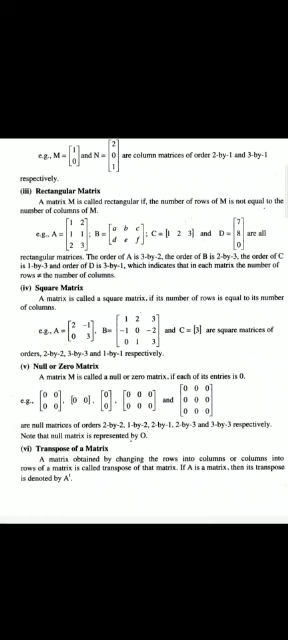 e.g., M = [1; 0] and N = [2; 0; 1] are column matrices of order 2-by-1 and 3-by-1
respectively.
(iii) Rectangular Matrix
A matrix M is called rectangular if, the number of rows of M is not equal to the
number of columns of M.
e.g., A = [1 2; 1 1; 2 3]; B = [a b c; d e f]; C = [1 2 3] and D = [7; 8; 0] are all
rectangular matrices. The order of A is 3-by-2, the order of B is 2-by-3, the order of C
is 1-by-3 and order of D is 3-by-1, which indicates that in each matrix the number of
rows ≠ the number of columns.
(iv) Square Matrix
A matrix is called a square matrix, if its number of rows is equal to its number
of columns.
e.g., A = [2 -1; 0 3], B = [1 2 3; -1 0 -2; 0 1 3] and C = [3] are square matrices of
orders, 2-by-2, 3-by-3 and 1-by-1 respectively.
(v) Null or Zero Matrix
A matrix M is called a null or zero matrix, if each of its entries is 0.
e.g., [0 0; 0 0], [0 0], [0; 0], [0 0 0; 0 0 0] and [0 0 0; 0 0 0; 0 0 0]
are null matrices of orders 2-by-2, 1-by-2, 2-by-1, 2-by-3 and 3-by-3 respectively.
Note that null matrix is represented by O.
(vi) Transpose of a Matrix
A matrix obtained by changing the rows into columns or columns into
rows of a matrix is called transpose of that matrix. If A is a matrix, then its transpose
is denoted by Aᵗ.